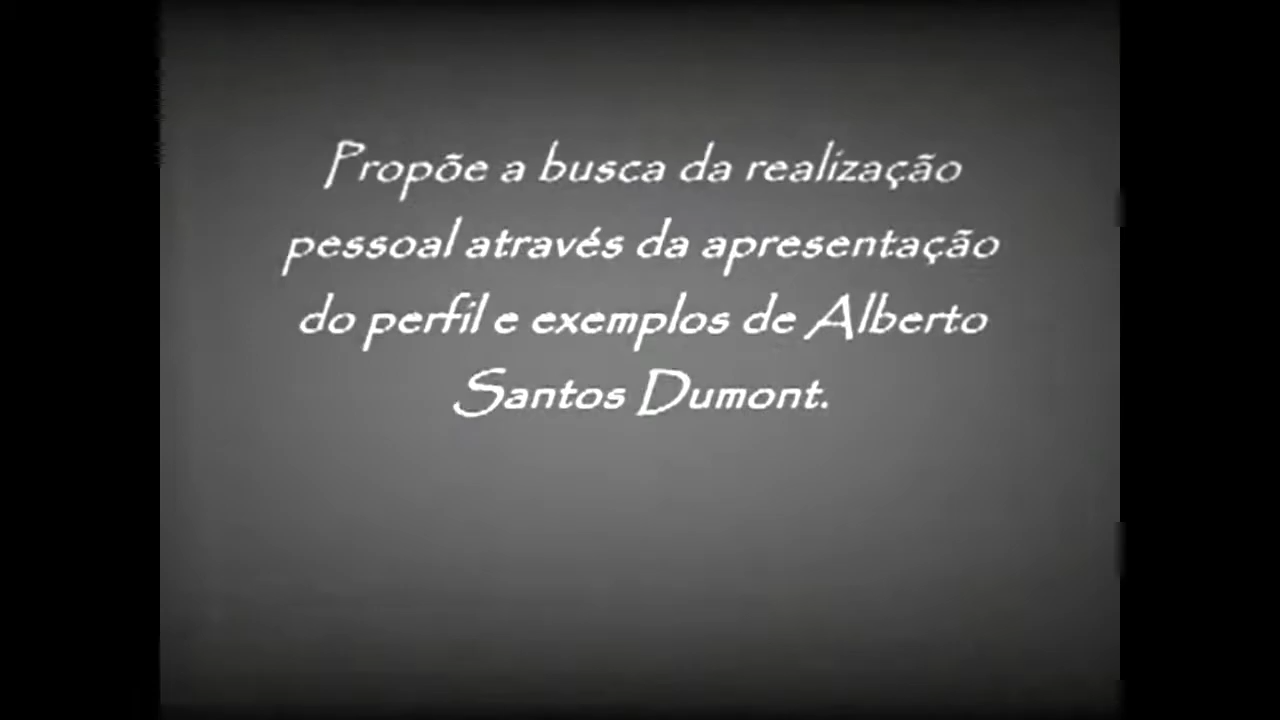 Propõe a busca da realização
pessoal através da apresentação
do perfil e exemplos de Alberto
Santos Dumont.